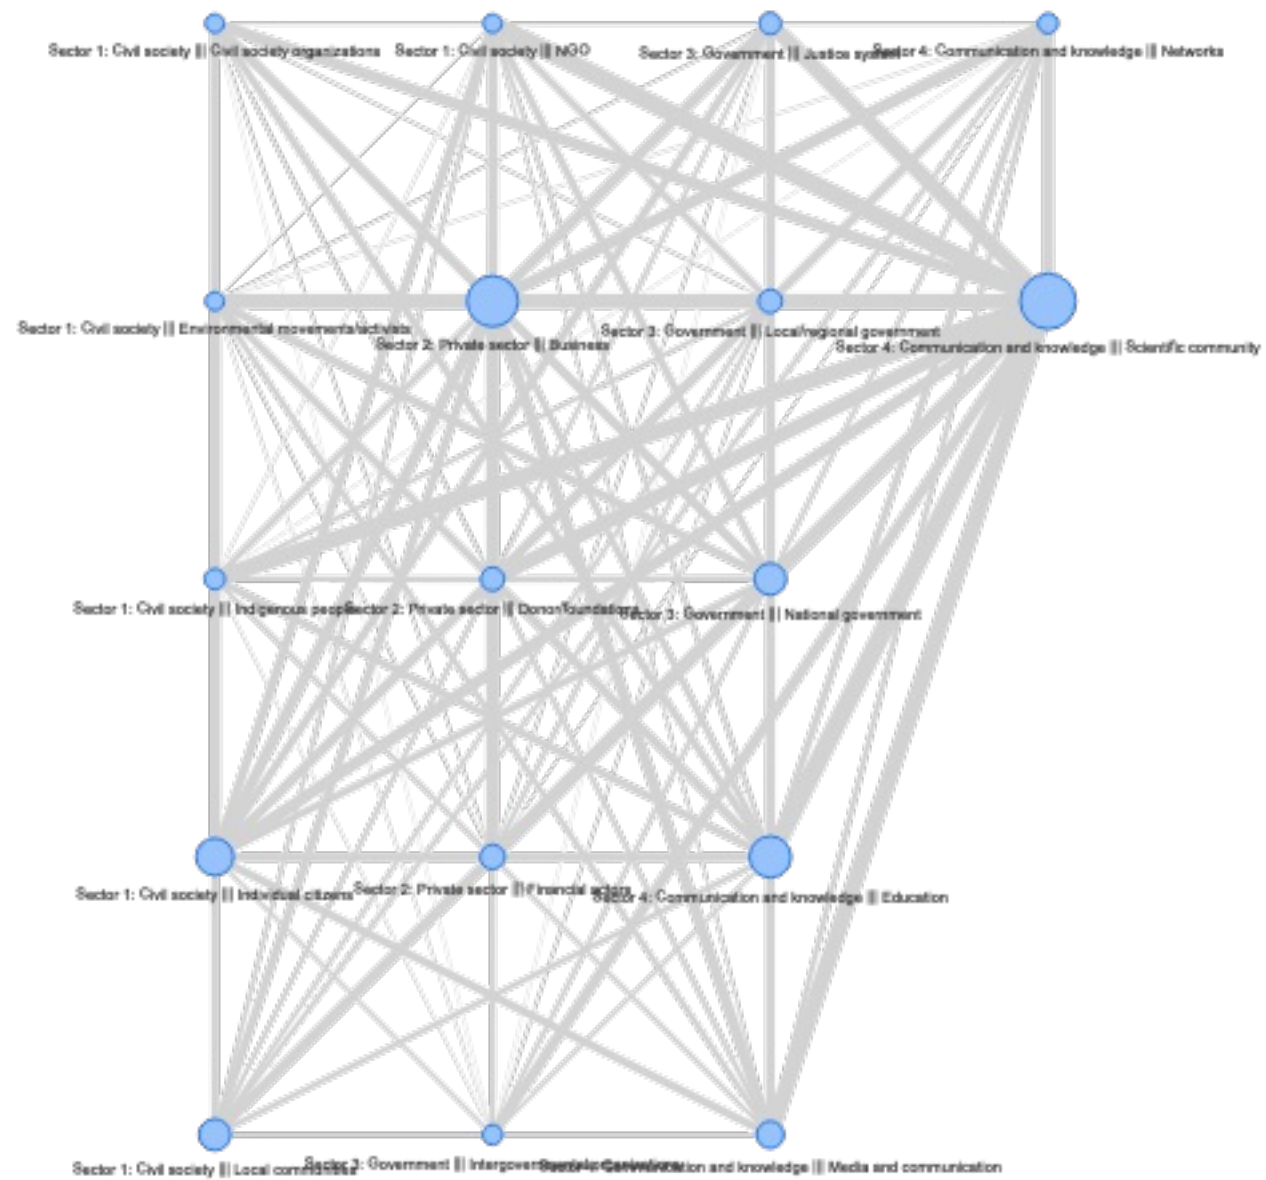 Sector 1: Civil society ||| Civil society organizations
Sector 1: Civil society ||| NGO
Sector 3: Government ||| Justice system
Sector 4: Communication and knowledge ||| Networks
Sector 1: Civil society ||| Environmental movements/activists
Sector 2: Private sector ||| Business
Sector 3: Government ||| Local/regional government
Sector 4: Communication and knowledge ||| Scientific community
Sector 1: Civil society ||| Indigenous people
Sector 2: Private sector ||| Donor/foundations
Sector 3: Government ||| National government
Sector 1: Civil society ||| Individual citizens
Sector 2: Private sector ||| Financial actors
Sector 4: Communication and knowledge ||| Education
Sector 1: Civil society ||| Local communities
Sector 3: Government ||| Intergovernmental organizations
Sector 4: Communication and knowledge ||| Media and communication